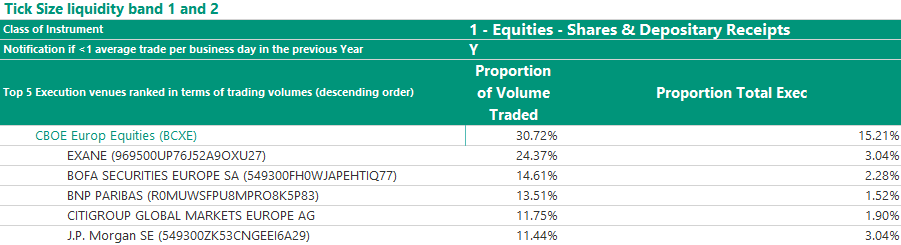 Tick Size liquidity band 1 and 2
Class of Instrument 1 - Equities - Shares & Depositary Receipts
Notification if <1 average trade per business day in the previous Year Y
Top 5 Execution venues ranked in terms of trading volumes (descending order) Proportion of Volume Traded Proportion Total Exec
CBOE Europ Equities (BCXE) 30.72% 15.21%
EXANE (969500UP76J52A9OXU27) 24.37% 3.04%
BOFA SECURITIES EUROPE SA (549300FH0WJAPEHTIQ77) 14.61% 2.28%
BNP PARIBAS (R0MUWSFPU8MPRO8K5P83) 13.51% 1.52%
CITIGROUP GLOBAL MARKETS EUROPE AG 11.75% 1.90%
J.P. Morgan SE (549300ZK53CNGEEI6A29) 11.44% 3.04%